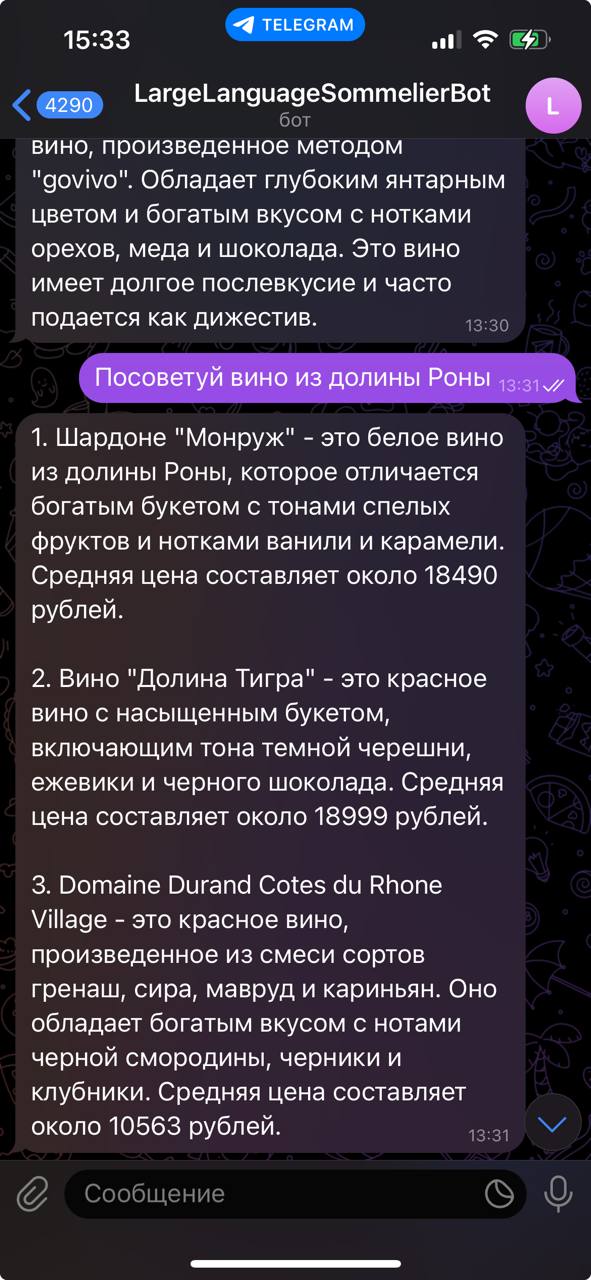 15:33
TELEGRAM
4290
LargeLanguageSommelierBot
L
бот
вино, произведенное методом
"govivo". Обладает глубоким янтарным
цветом и богатым вкусом с нотками
орехов, меда и шоколада. Это вино
имеет долгое послевкусие и часто
подается как дижестив.
13:30
Посоветуй вино из долины Роны
13:31
1. Шардоне "Монруж" - это белое вино
из долины Роны, которое отличается
богатым букетом с тонами спелых
фруктов и нотками ванили и карамели.
Средняя цена составляет около 18490
рублей.
2. Вино "Долина Тигра" - это красное
вино с насыщенным букетом,
включающим тона темной черешни,
ежевики и черного шоколада. Средняя
цена составляет около 18999 рублей.
3. Domaine Durand Cotes du Rhone
Village - это красное вино,
произведенное из смеси сортов
гренаш, сира, мавруд и кариньян. Оно
обладает богатым вкусом с нотами
черной смородины, черники и
клубники. Средняя цена составляет
около 10563 рублей.
13:31
Сообщение